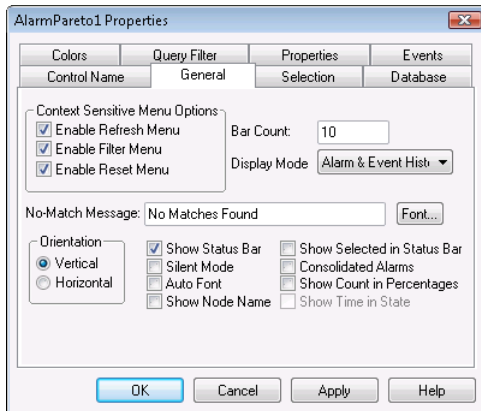 AlarmPareto1 Properties
Colors Query Filter Properties Events
Control Name General Selection Database
Context Sensitive Menu Options
Enable Refresh Menu
Enable Filter Menu
Enable Reset Menu
Bar Count: 10
Display Mode Alarm & Event Histo
No-Match Message: No Matches Found Font...
Orientation
Vertical
Horizontal
Show Status Bar
Silent Mode
Auto Font
Show Node Name
Show Selected in Status Bar
Consolidated Alarms
Show Count in Percentages
Show Time in State
OK Cancel Apply Help